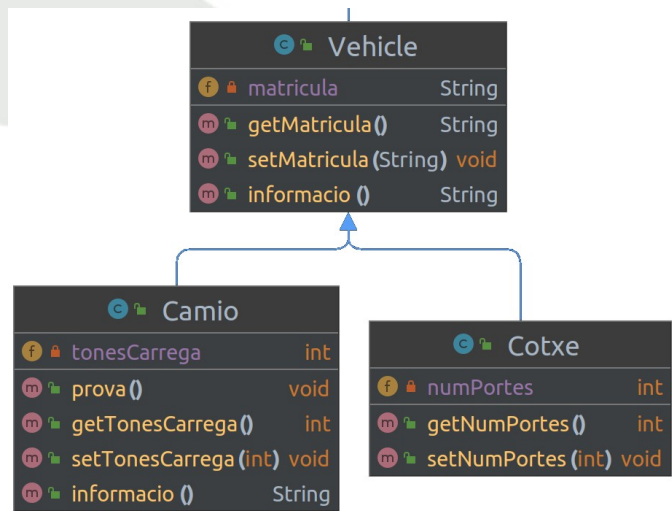 Vehicle
f matricula String
m getMatricula() String
m setMatricula(String) void
m informacio () String
Camio
f tonesCarrega int
m prova() void
m getTonesCarrega() int
m setTonesCarrega(int) void
m informacio () String
Cotxe
f numPortes int
m getNumPortes() int
m setNumPortes(int) void